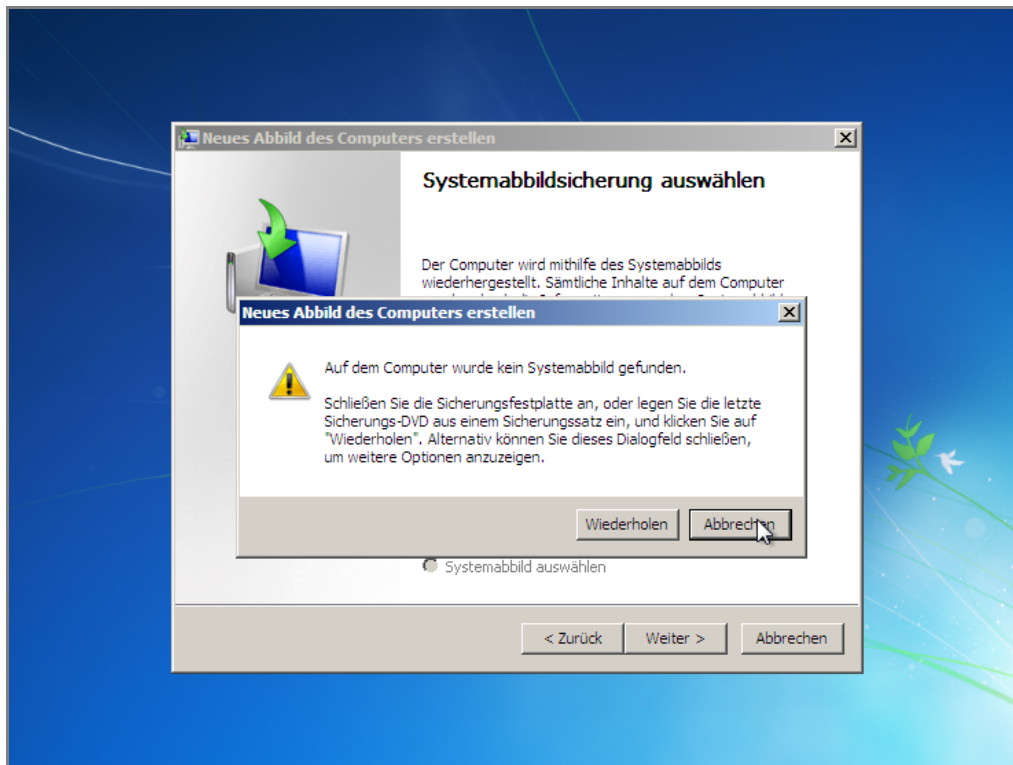 Neues Abbild des Computers erstellen
Systemabbildsicherung auswählen
Der Computer wird mithilfe des Systemabbilds
wiederhergestellt. Sämtliche Inhalte auf dem Computer
Neues Abbild des Computers erstellen
Auf dem Computer wurde kein Systemabbild gefunden.
Schließen Sie die Sicherungsfestplatte an, oder legen Sie die letzte
Sicherungs-DVD aus einem Sicherungssatz ein, und klicken Sie auf
"Wiederholen". Alternativ können Sie dieses Dialogfeld schließen,
um weitere Optionen anzuzeigen.
Wiederholen Abbrechen
Systemabbild auswählen
< Zurück Weiter > Abbrechen